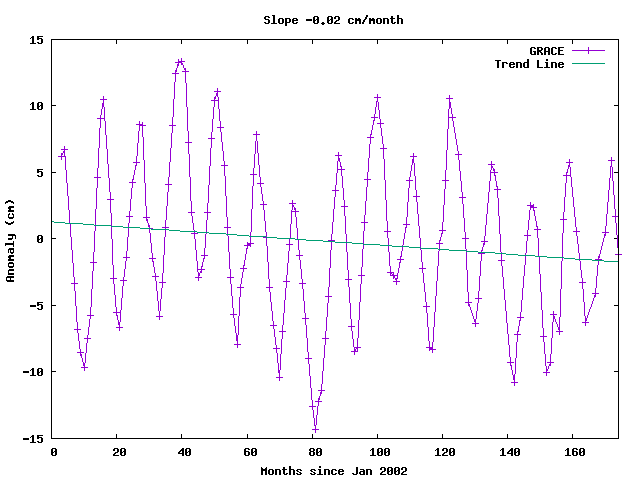 Slope -0.02 cm/month
GRACE
Trend Line
15
10
5
0
-5
-10
-15
Anomaly (cm)
0 20 40 60 80 100 120 140 160
Months since Jan 2002